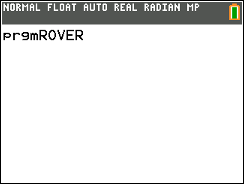 NORMAL FLOAT AUTO REAL RADIAN MP
prgmROVER